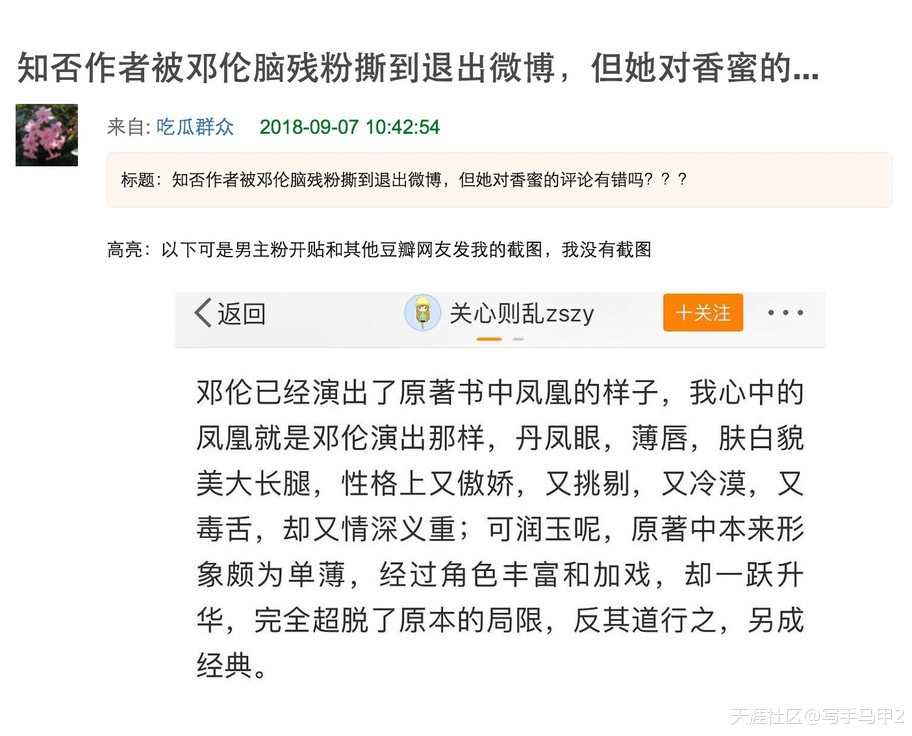 知否作者被邓伦脑残粉撕到退出微博，但她对香蜜的...
来自: 吃瓜群众 2018-09-07 10:42:54
标题：知否作者被邓伦脑残粉撕到退出微博，但她对香蜜的评论有错吗？？？
高亮：以下可是男主粉开贴和其他豆瓣网友发我的截图，我没有截图
返回 关心则乱zszy 十关注
邓伦已经演出了原著书中凤凰的样子，我心中的
凤凰就是邓伦演出那样，丹凤眼，薄唇，肤白貌
美大长腿，性格上又傲娇，又挑剔，又冷漠，又
毒舌，却又情深义重；可润玉呢，原著中本来形
象颇为单薄，经过角色丰富和加戏，却一跃升
华，完全超脱了原本的局限，反其道行之，另成
经典。
天涯社区@写手马甲2